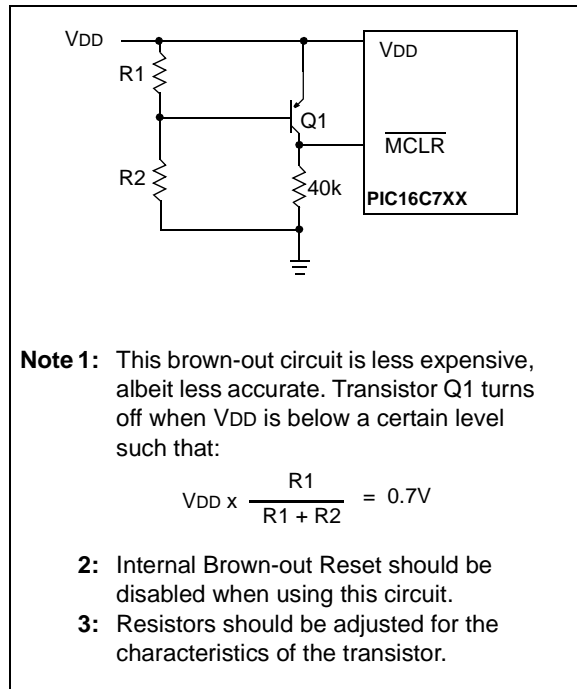 VDD
VDD
R1
Q1
MCLR
R2
40k
PIC16C7XX
Note 1: This brown-out circuit is less expensive,
albeit less accurate. Transistor Q1 turns
off when VDD is below a certain level
such that:
VDD x R1 / R1 + R2 = 0.7V
2: Internal Brown-out Reset should be
disabled when using this circuit.
3: Resistors should be adjusted for the
characteristics of the transistor.